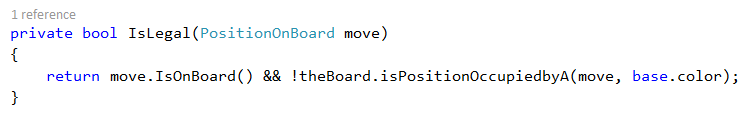 1 reference
private bool IsLegal(PositionOnBoard move)
{
    return move.IsOnBoard() && !theBoard.isPositionOccupiedbyA(move, base.color);
}